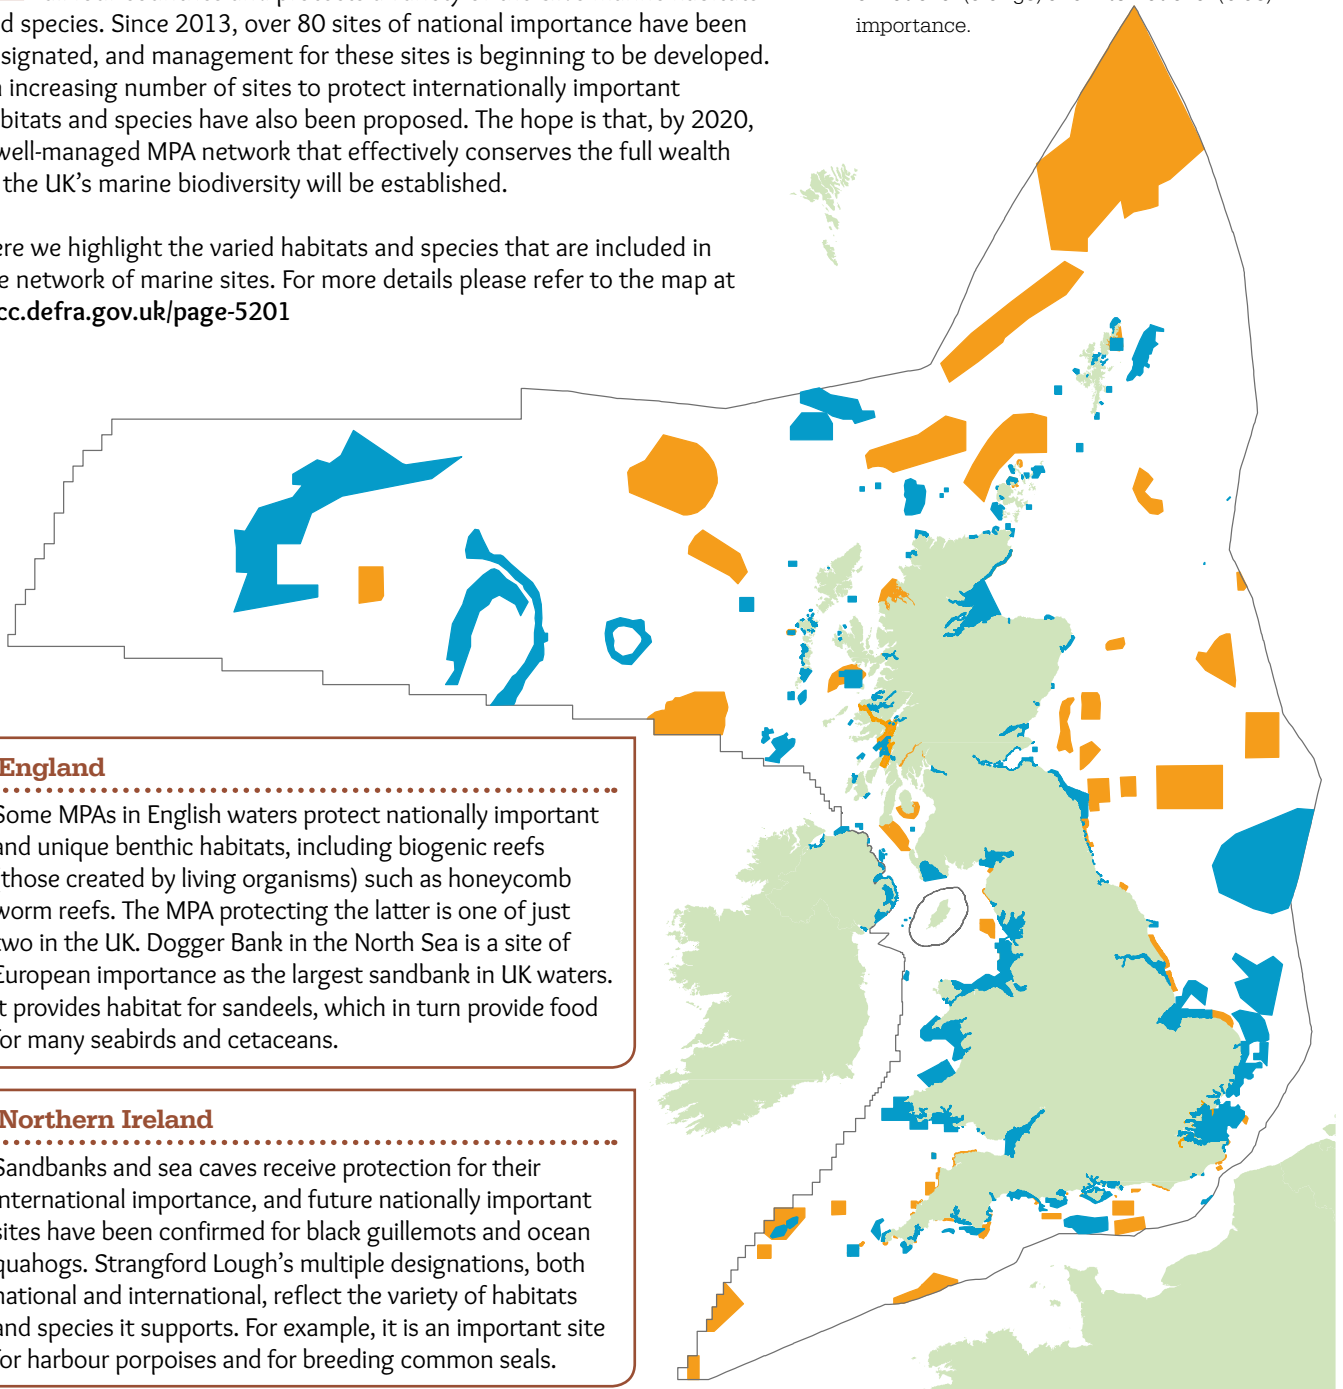 d species. Since 2013, over 80 sites of national importance have been
signated, and management for these sites is beginning to be developed.
increasing number of sites to protect internationally important
bitats and species have also been proposed. The hope is that, by 2020,
well-managed MPA network that effectively conserves the full wealth
the UK's marine biodiversity will be established.
ere we highlight the varied habitats and species that are included in
e network of marine sites. For more details please refer to the map at
cc.defra.gov.uk/page-5201
importance.
England
Some MPAs in English waters protect nationally important
and unique benthic habitats, including biogenic reefs
(those created by living organisms) such as honeycomb
worm reefs. The MPA protecting the latter is one of just
two in the UK. Dogger Bank in the North Sea is a site of
European importance as the largest sandbank in UK waters.
It provides habitat for sandeels, which in turn provide food
for many seabirds and cetaceans.
Northern Ireland
Sandbanks and sea caves receive protection for their
international importance, and future nationally important
sites have been confirmed for black guillemots and ocean
quahogs. Strangford Lough's multiple designations, both
national and international, reflect the variety of habitats
and species it supports. For example, it is an important site
for harbour porpoises and for breeding common seals.